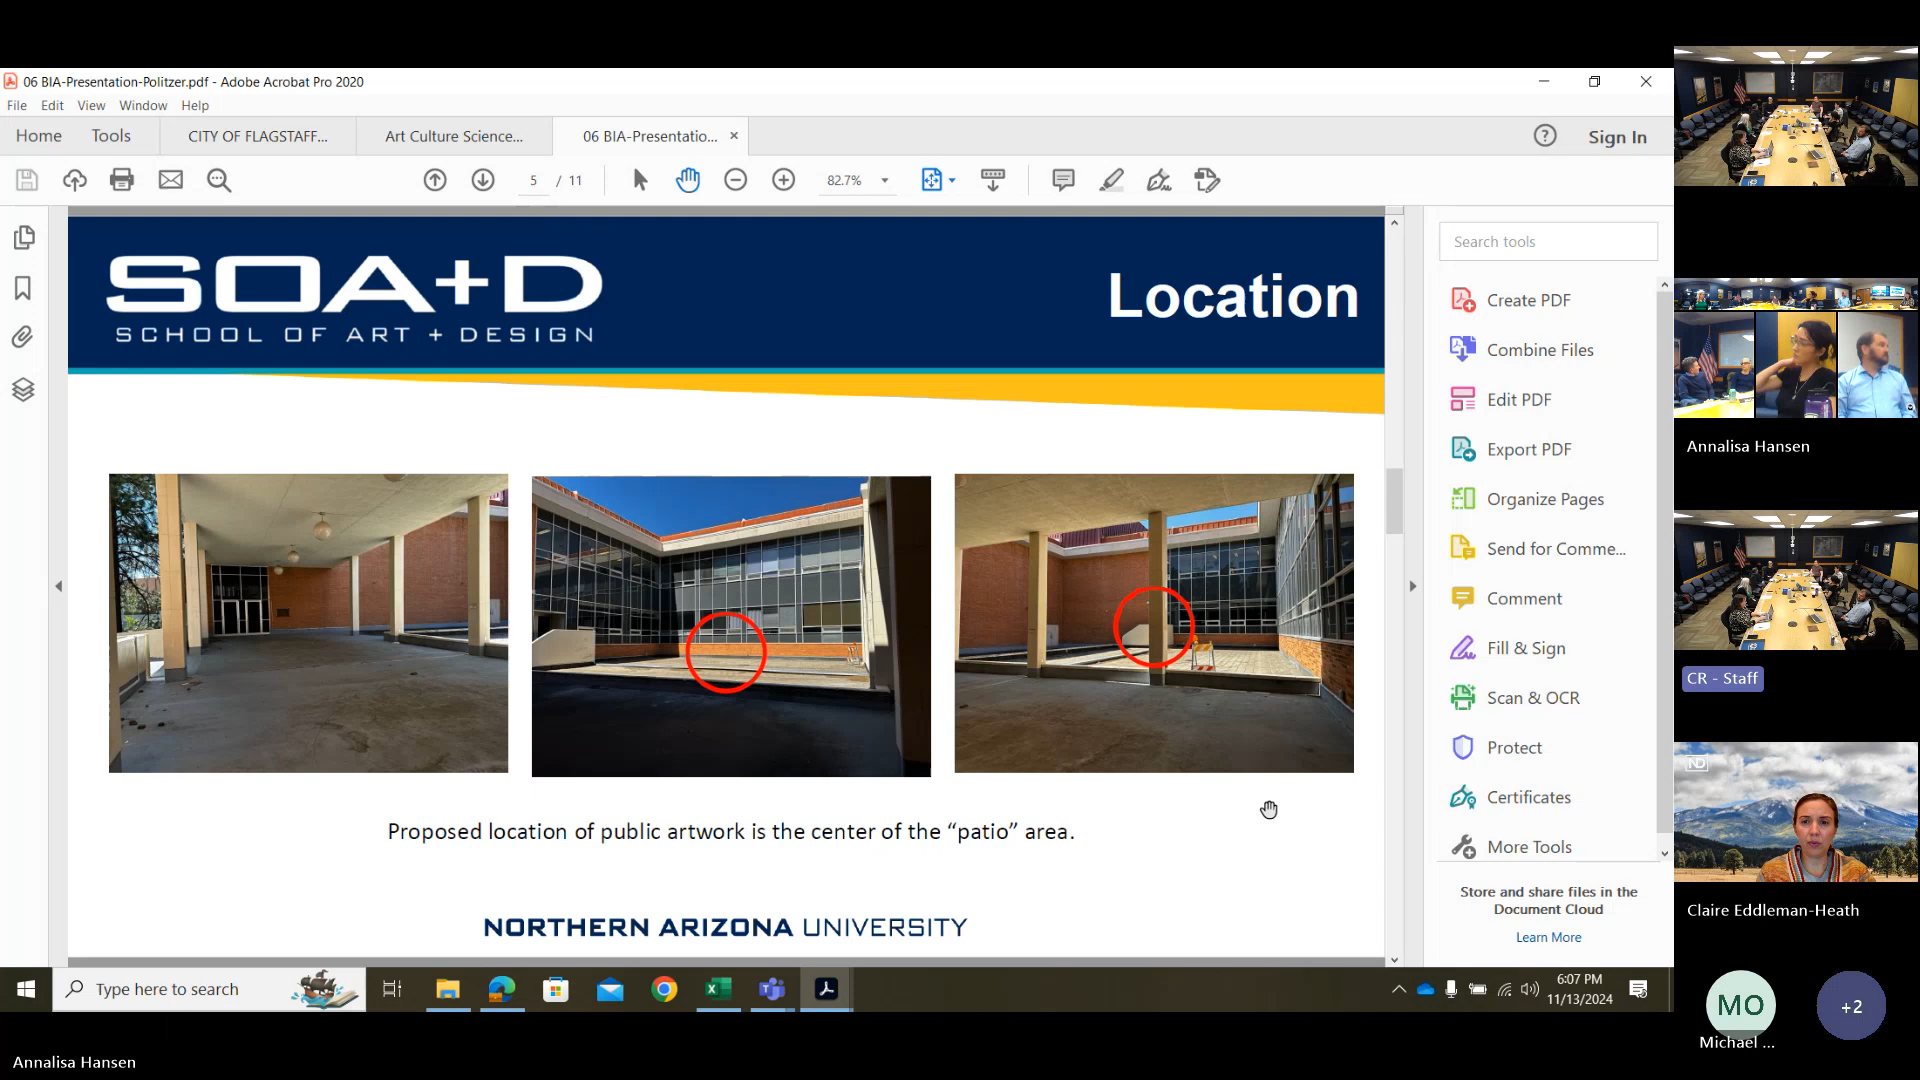 06 BIA-Presentation-Politzer.pdf - Adobe Acrobat Pro 2020
File Edit View Window Help
Home Tools CITY OF FLAGSTAFF... Art Culture Science... 06 BIA-Presentatio... Sign In
5 / 11 82.7%
SOA+D
SCHOOL OF ART + DESIGN
Location
Proposed location of public artwork is the center of the “patio” area.
NORTHERN ARIZONA UNIVERSITY
Search tools
Create PDF
Combine Files
Edit PDF
Export PDF
Organize Pages
Send for Comme...
Comment
Fill & Sign
Scan & OCR
Protect
Certificates
More Tools
Store and share files in the
Document Cloud
Learn More
Annalisa Hansen
CR - Staff
ND
Claire Eddleman-Heath
MO
Michael ...
+2
Type here to search
6:07 PM
11/13/2024
Annalisa Hansen